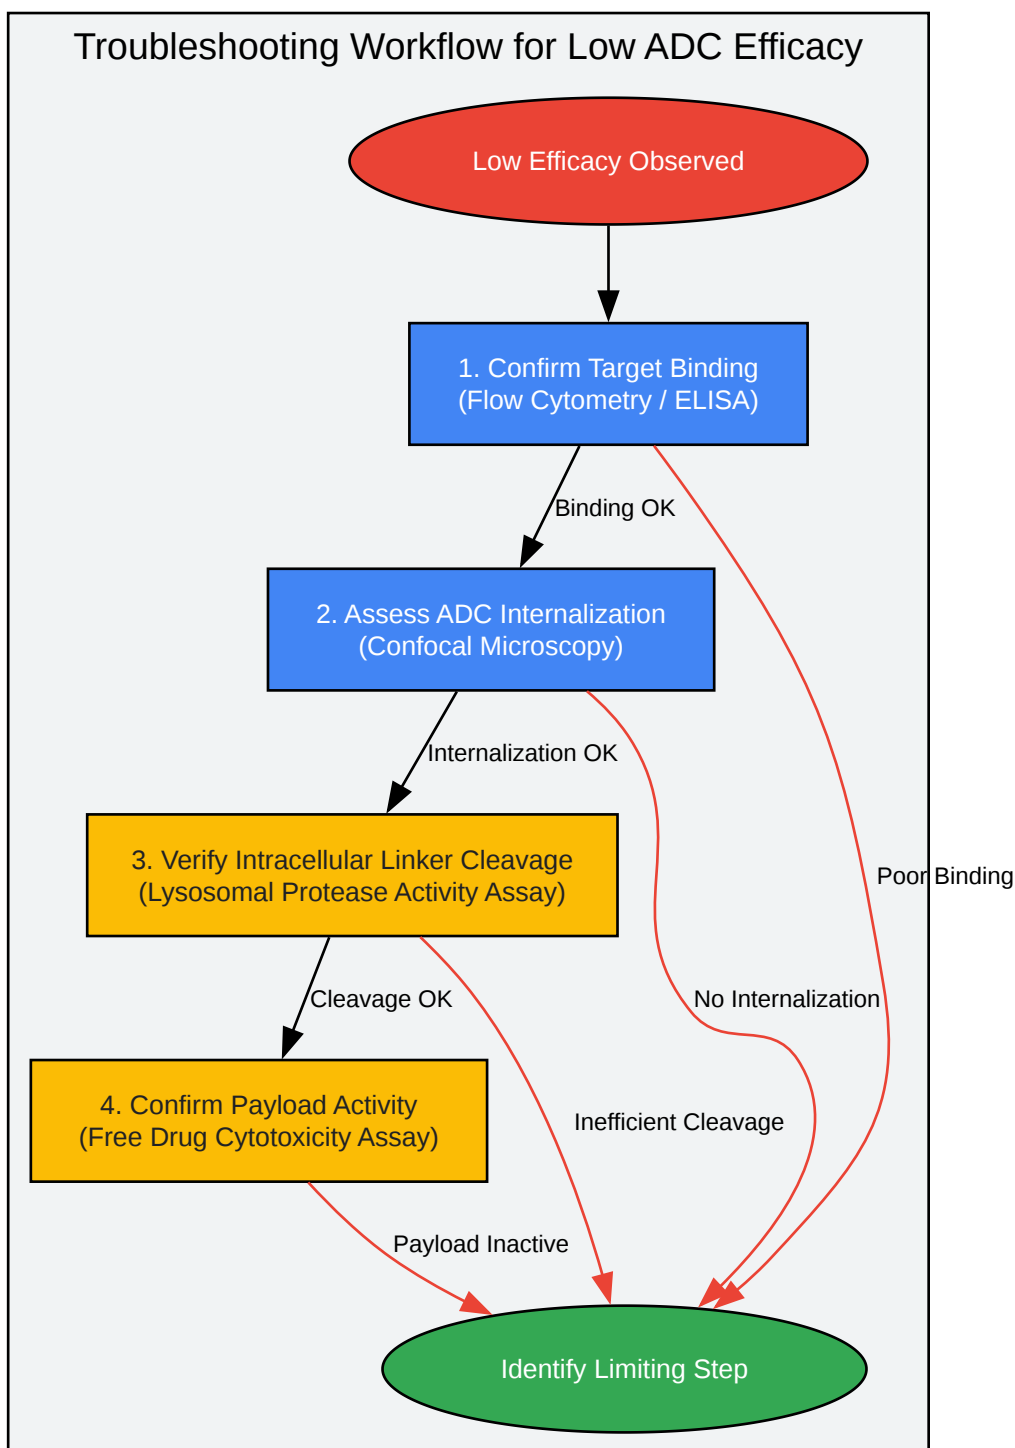 Troubleshooting Workflow for Low ADC Efficacy
Low Efficacy Observed
1. Confirm Target Binding
(Flow Cytometry / ELISA)
Binding OK
2. Assess ADC Internalization
(Confocal Microscopy)
Internalization OK
3. Verify Intracellular Linker Cleavage
(Lysosomal Protease Activity Assay)
Poor Binding
Cleavage OK
No Internalization
4. Confirm Payload Activity
(Free Drug Cytotoxicity Assay)
Inefficient Cleavage
Payload Inactive
Identify Limiting Step